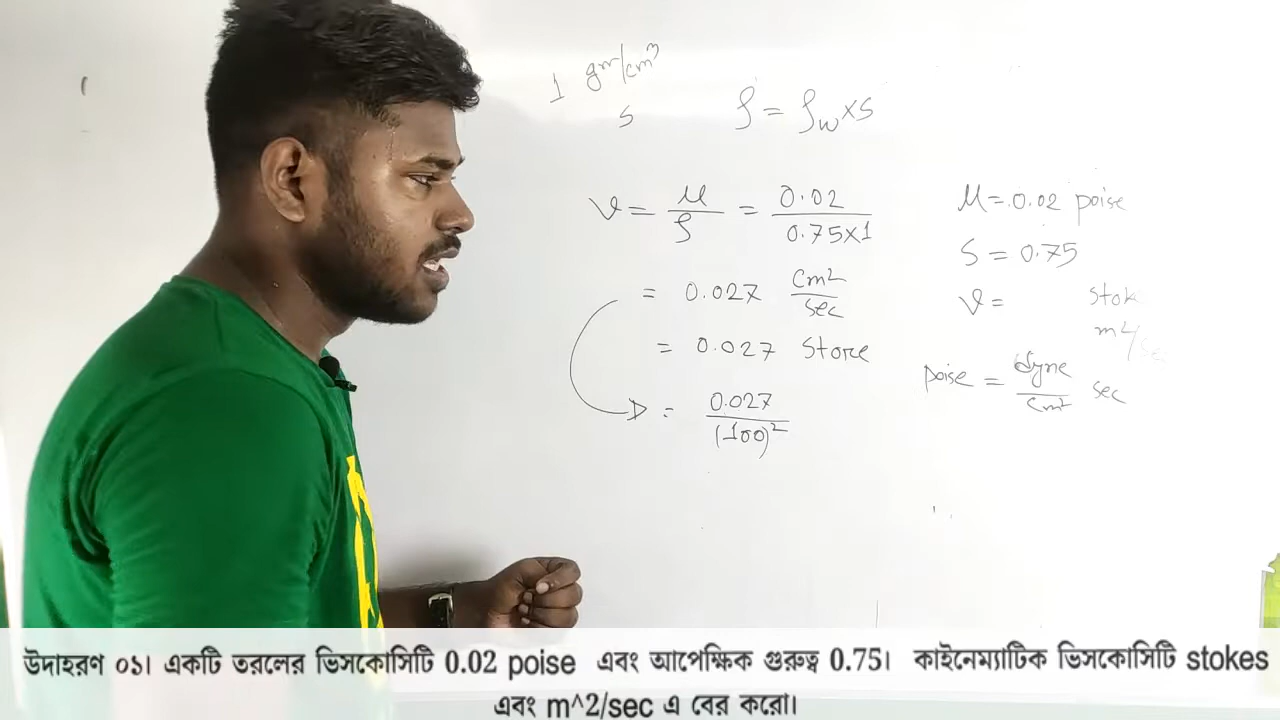 1 gm/cm³
S
ρ = ρw×S
ν = μ/ρ = 0.02/0.75×1
= 0.027 cm²/sec
= 0.027 Stoke
= 0.027/(100)²
μ = 0.02 poise
S = 0.75
ν = Stok
m²/sec
poise = dyne/cm² sec
উদাহরণ ০১। একটি তরলের ভিসকোসিটি 0.02 poise এবং আপেক্ষিক গুরুত্ব 0.75। কাইনেম্যাটিক ভিসকোসিটি stokes
এবং m^2/sec এ বের করো।